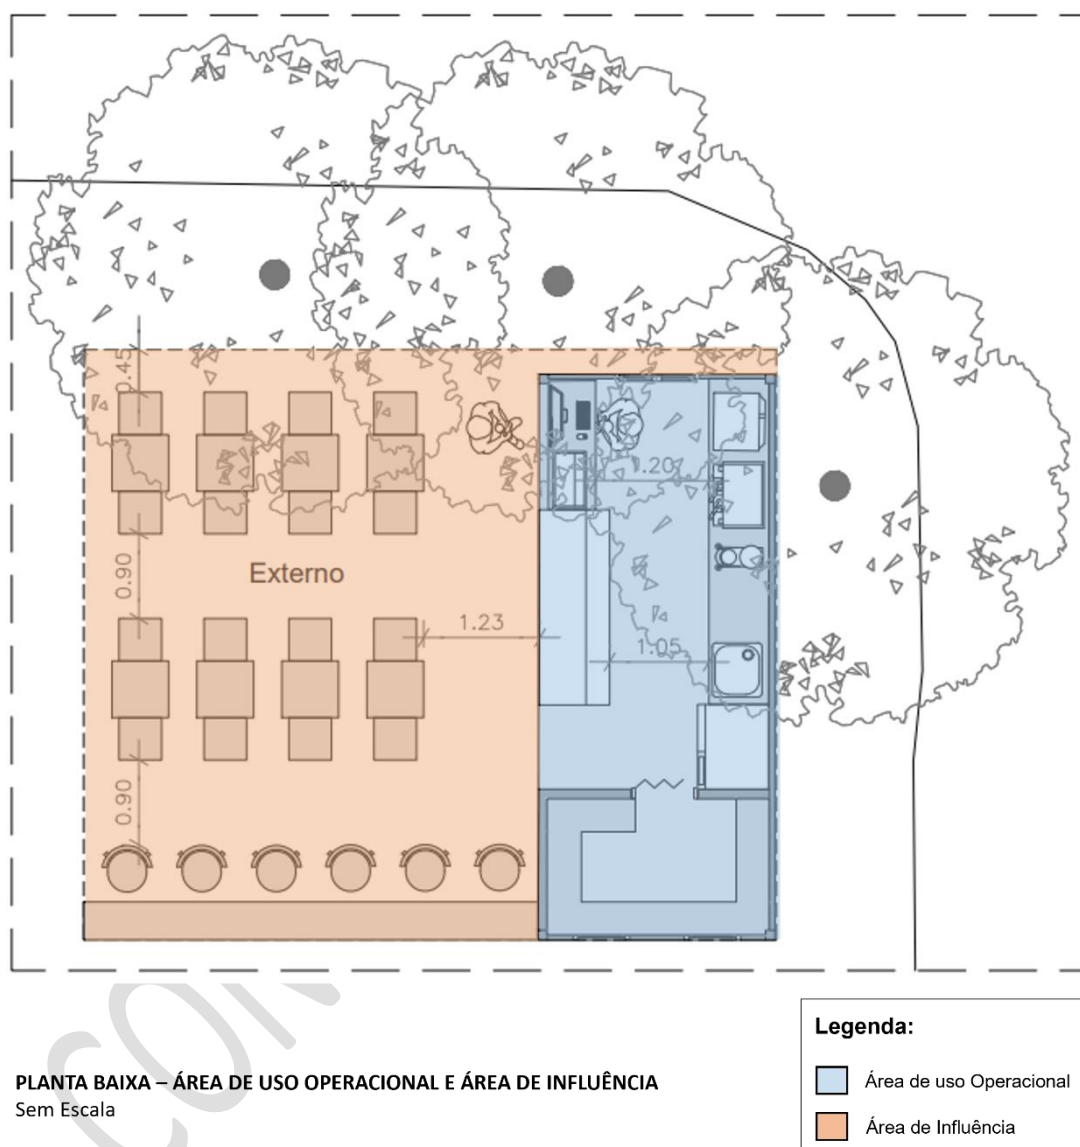 0.45
1.20
0.90
Externo
1.23
1.05
0.90
CON
Legenda:
PLANTA BAIXA – ÁREA DE USO OPERACIONAL E ÁREA DE INFLUÊNCIA
Sem Escala
Área de uso Operacional
Área de Influência